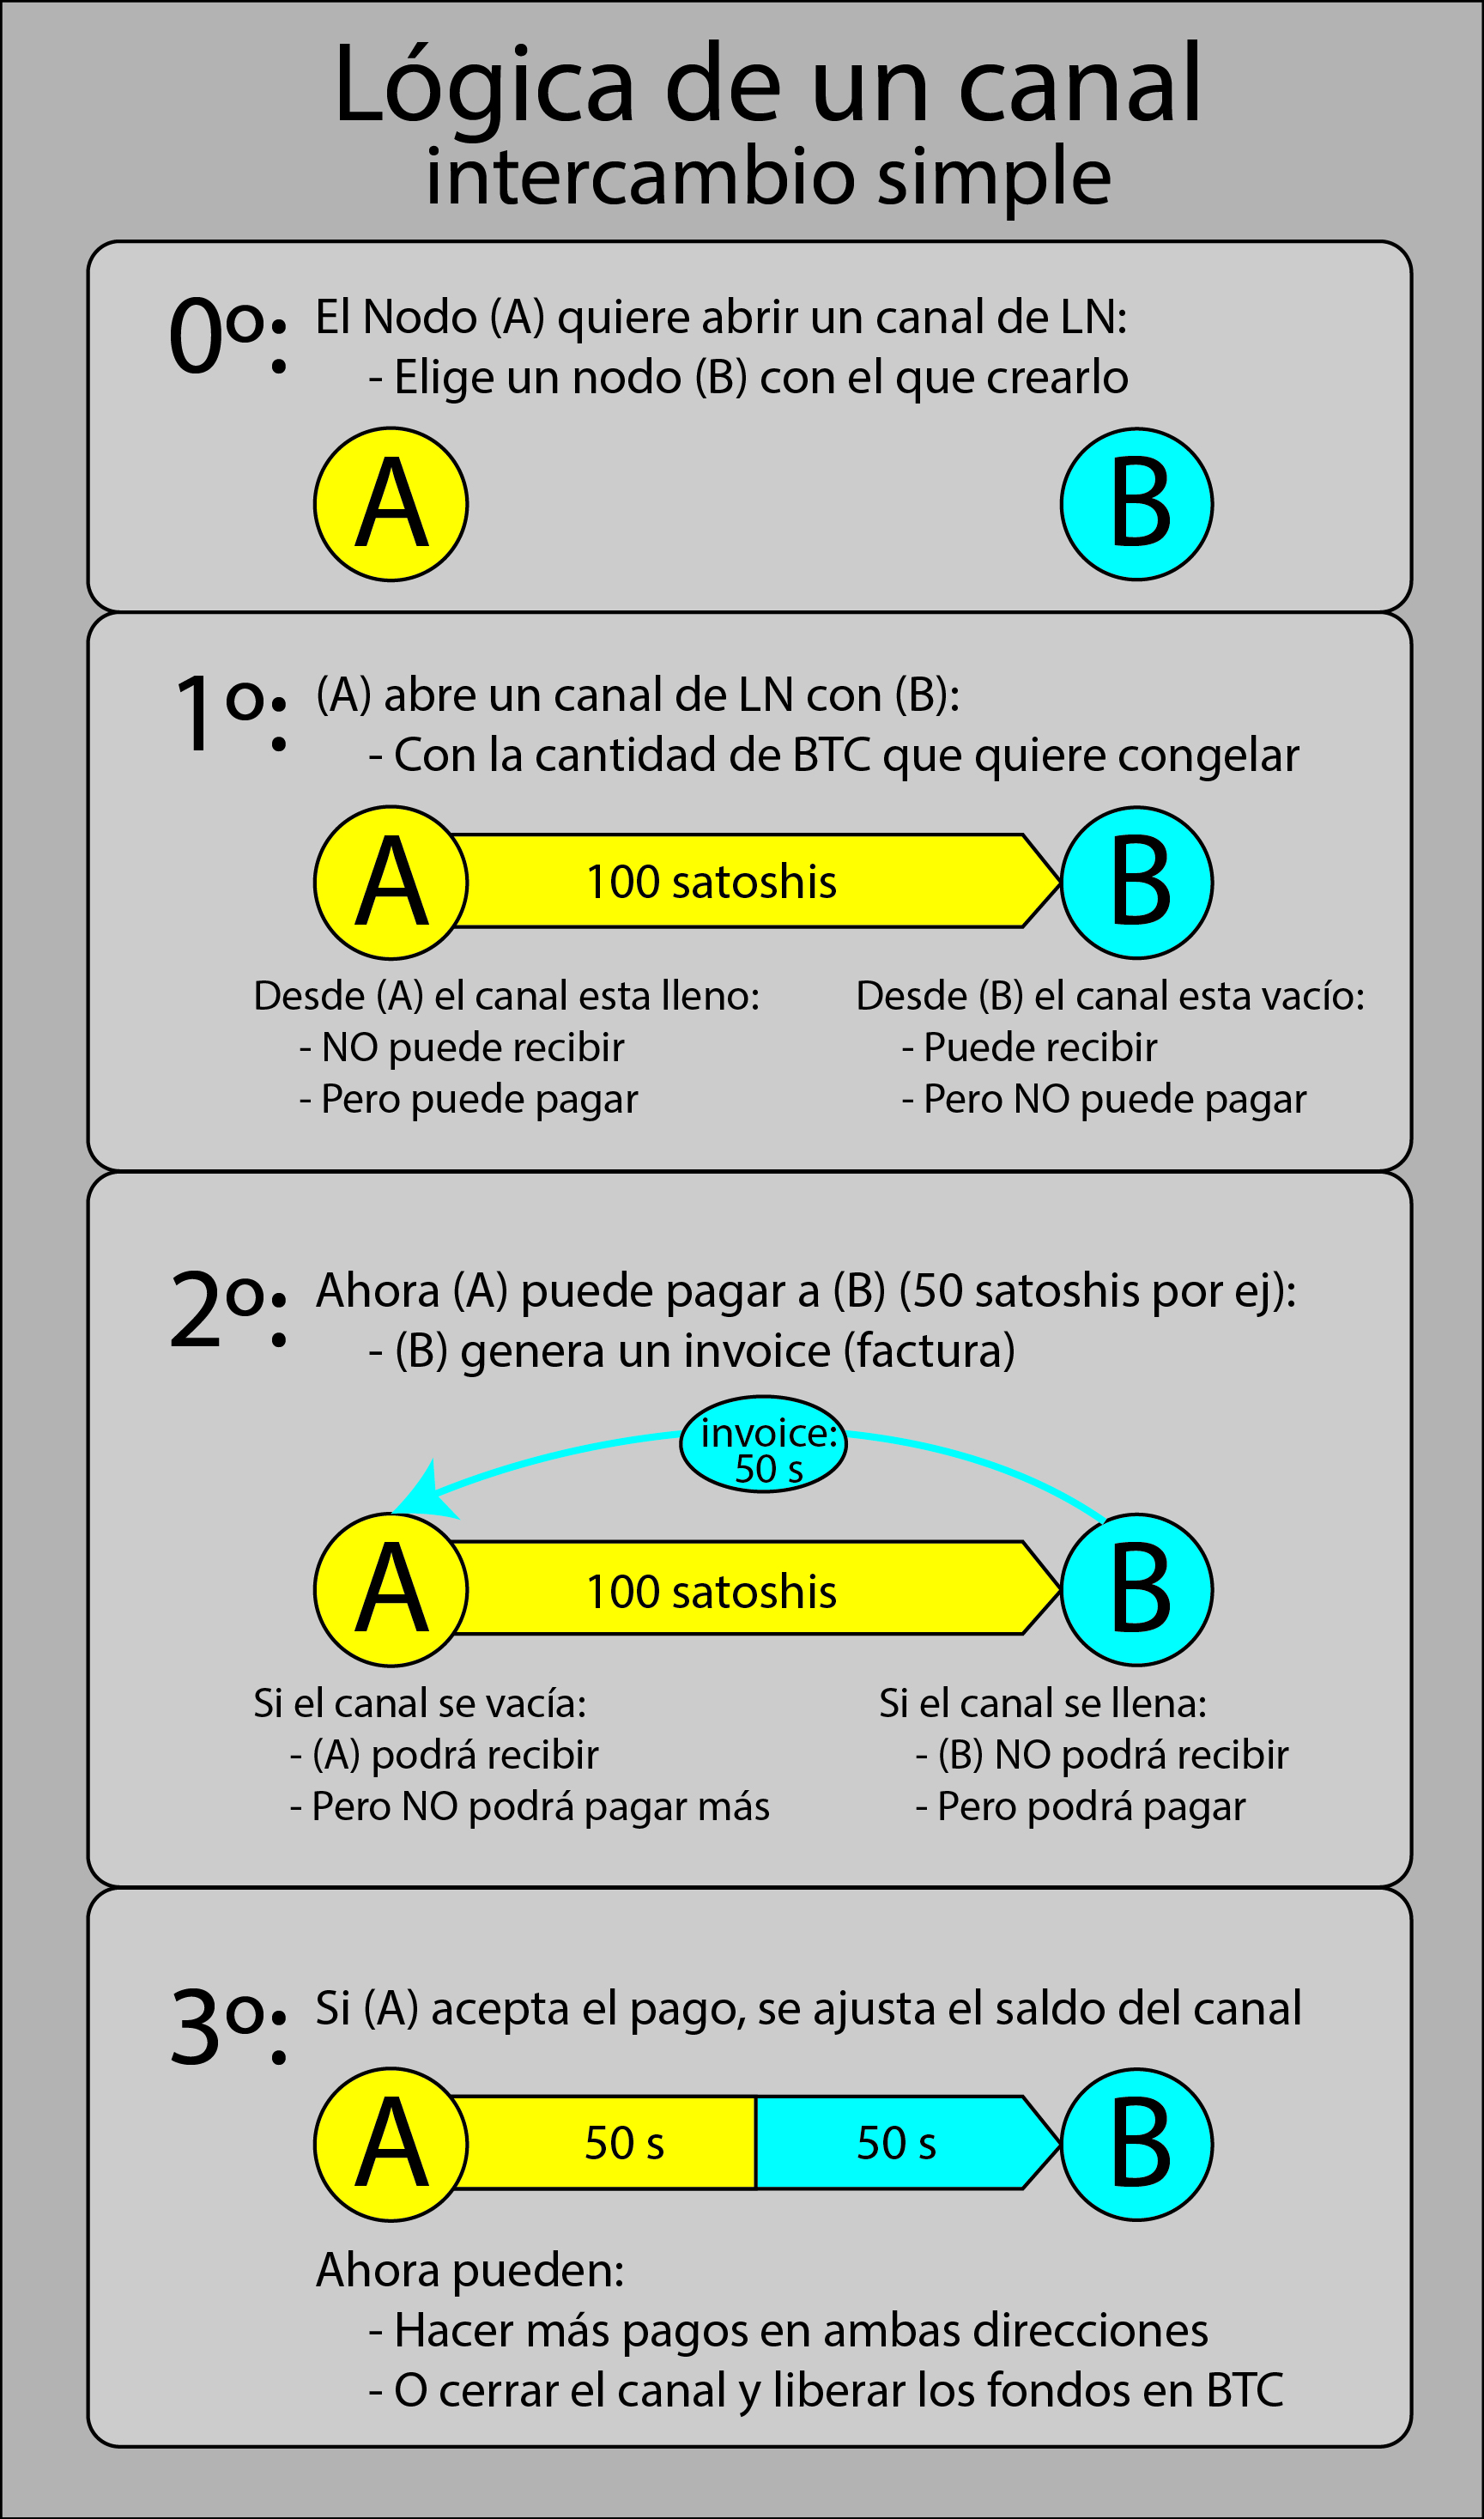 Lógica de un canal
intercambio simple
0º:
El Nodo (A) quiere abrir un canal de LN:
- Elige un nodo (B) con el que crearlo
A
B
1º:
(A) abre un canal de LN con (B):
- Con la cantidad de BTC que quiere congelar
A
100 satoshis
B
Desde (A) el canal esta lleno:
- NO puede recibir
- Pero puede pagar
Desde (B) el canal esta vacío:
- Puede recibir
- Pero NO puede pagar
2º:
Ahora (A) puede pagar a (B) (50 satoshis por ej):
- (B) genera un invoice (factura)
invoice:
50 s
A
100 satoshis
B
Si el canal se vacía:
- (A) podrá recibir
- Pero NO podrá pagar más
Si el canal se llena:
- (B) NO podrá recibir
- Pero podrá pagar
3º:
Si (A) acepta el pago, se ajusta el saldo del canal
A
50 s
50 s
B
Ahora pueden:
- Hacer más pagos en ambas direcciones
- O cerrar el canal y liberar los fondos en BTC